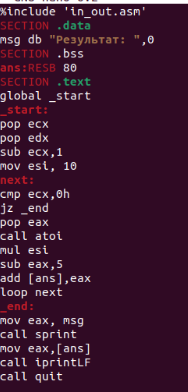 %include 'in_out.asm'
SECTION .data
msg db "Результат: ",0
SECTION .bss
ans:RESB 80
SECTION .text
global _start
_start:
pop ecx
pop edx
sub ecx,1
mov esi, 10
next:
cmp ecx,0h
jz _end
pop eax
call atoi
mul esi
sub eax,5
add [ans],eax
loop next
_end:
mov eax, msg
call sprint
mov eax,[ans]
call iprintLF
call quit